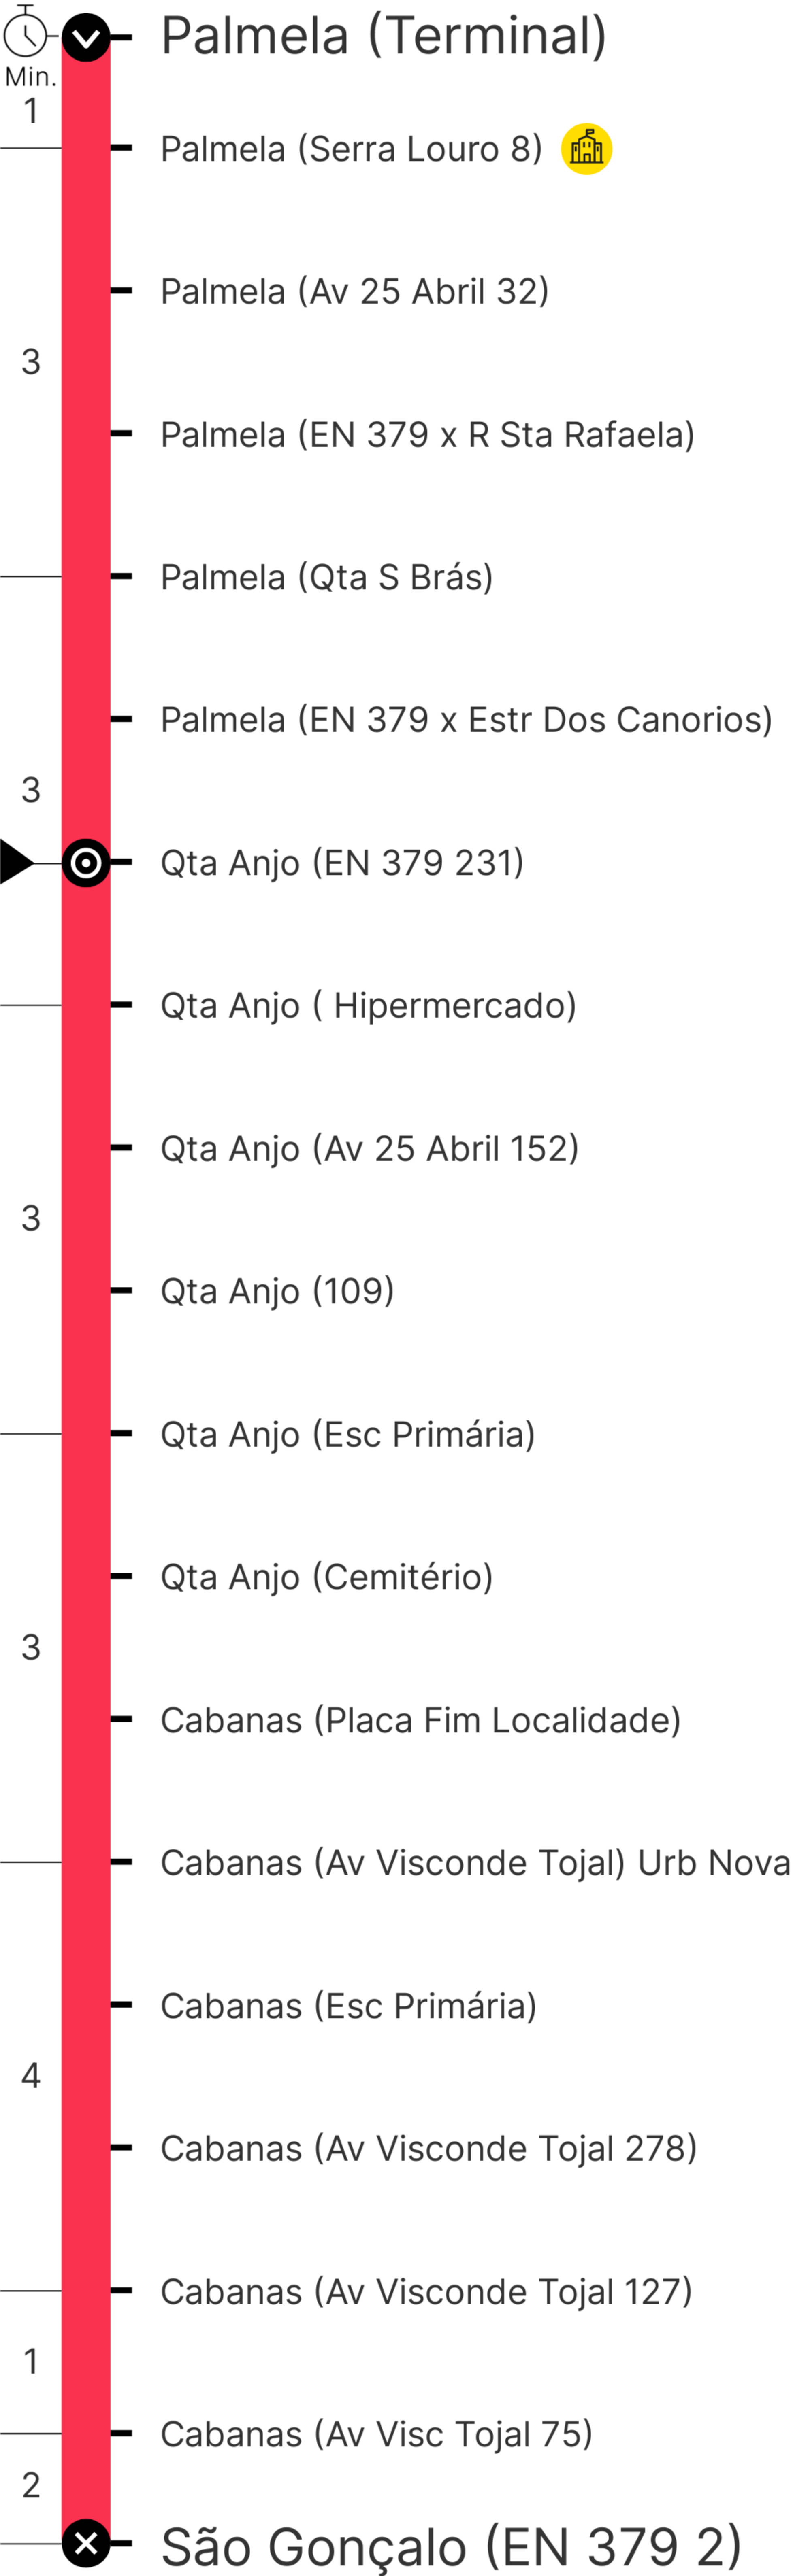 Palmela (Terminal)
Min.
1
Palmela (Serra Louro 8)
Palmela (Av 25 Abril 32)
3
Palmela (EN 379 x R Sta Rafaela)
Palmela (Qta S Brás)
Palmela (EN 379 x Estr Dos Canorios)
3
Qta Anjo (EN 379 231)
Qta Anjo ( Hipermercado)
Qta Anjo (Av 25 Abril 152)
3
Qta Anjo (109)
Qta Anjo (Esc Primária)
Qta Anjo (Cemitério)
3
Cabanas (Placa Fim Localidade)
Cabanas (Av Visconde Tojal) Urb Nova
Cabanas (Esc Primária)
4
Cabanas (Av Visconde Tojal 278)
Cabanas (Av Visconde Tojal 127)
1
Cabanas (Av Visc Tojal 75)
2
São Gonçalo (EN 379 2)